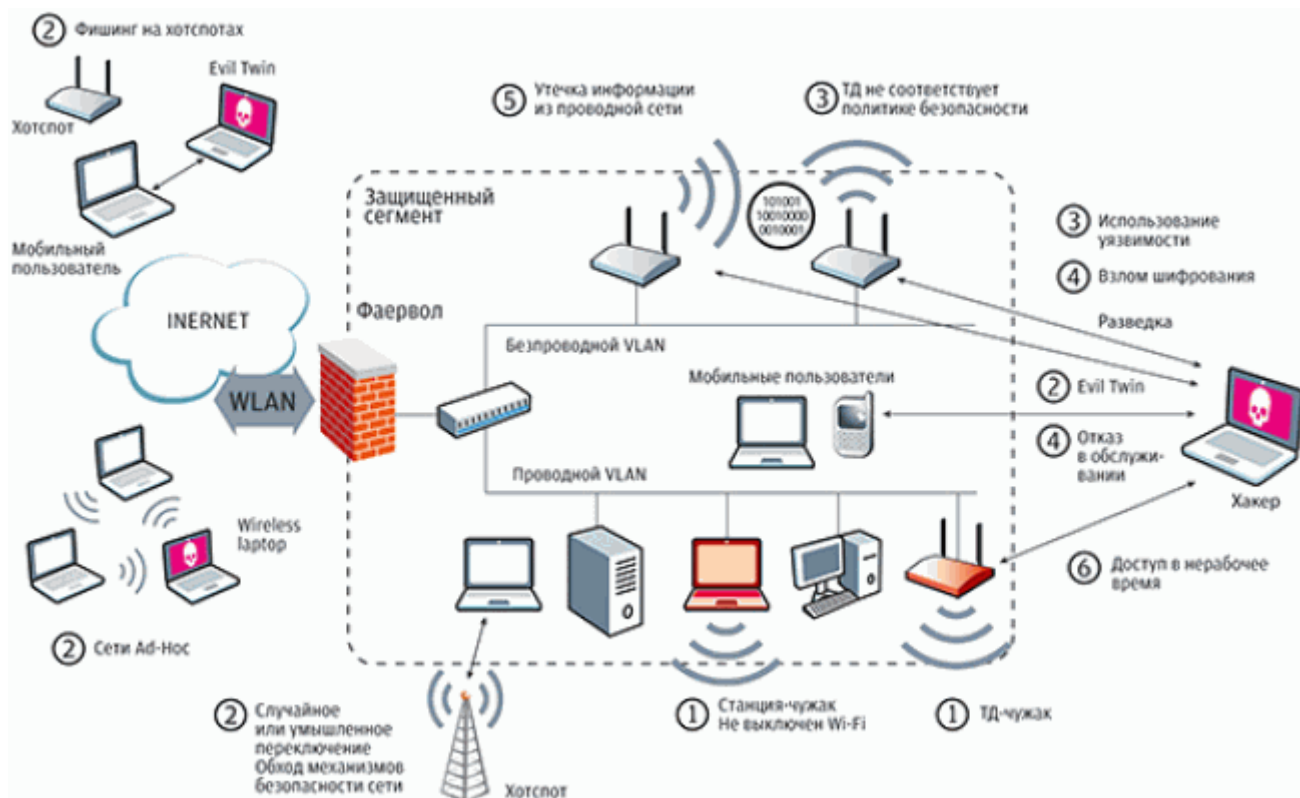 2 Фишинг на хотспотах
Evil Twin
Хотспот
Мобильный
пользователь
5 Утечка информации
из проводной сети
3 ТД не соответствует
политике безопасности
Защищенный
сегмент
101001
10010000
0010001
3 Использование
уязвимости
4 Взлом шифрования
Разведка
INERNET
Фаервол
Безпроводной VLAN
WLAN
Мобильные пользователи
2 Evil Twin
4 Отказ
в обслужи-
вании
Хакер
Проводной VLAN
Wireless
laptop
6 Доступ в нерабочее
время
2 Сети Ad-Hoc
2 Случайное
или умышленное
переключение
Обход механизмов
безопасности сети
Хотспот
1 Станция-чужак
Не выключен Wi-Fi
1 ТД-чужак